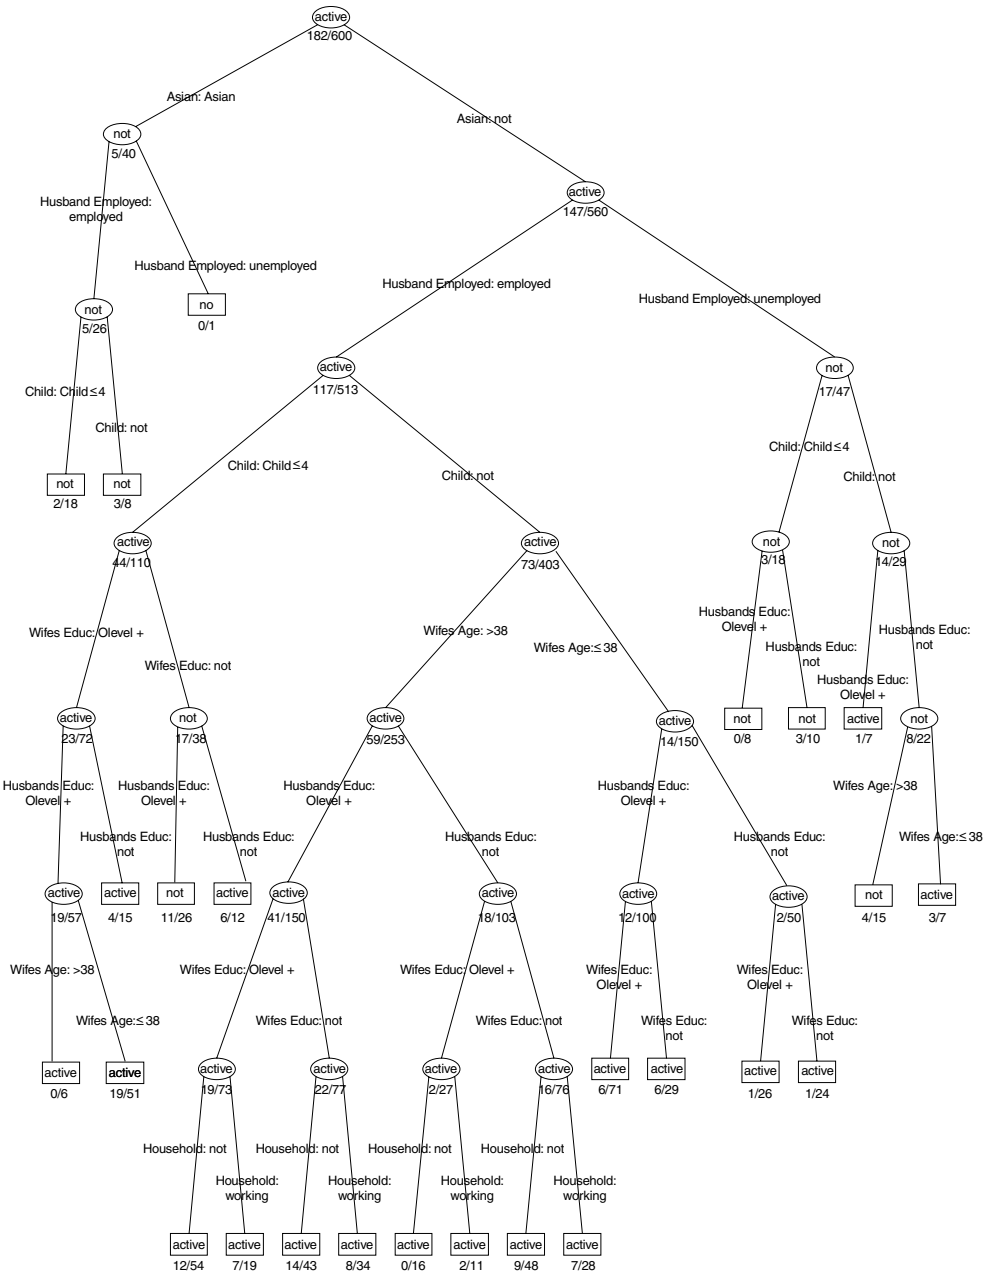 active
182/600
Asian: Asian
Asian: not
not
5/40
active
147/560
Husband Employed:
employed
Husband Employed: unemployed
Husband Employed: employed
Husband Employed: unemployed
not
5/26
no
0/1
active
117/513
not
17/47
Child: Child≤4
Child: not
Child: Child≤4
Child: not
Child: Child≤4
Child: not
not
2/18
not
3/8
active
44/110
active
73/403
not
3/18
not
14/29
Wifes Educ: Olevel +
Wifes Educ: not
Wifes Age: >38
Wifes Age:≤38
Husbands Educ:
Olevel +
Husbands Educ:
not
Husbands Educ:
Olevel +
Husbands Educ:
not
active
23/72
not
17/38
active
59/253
active
14/150
not
0/8
not
3/10
active
1/7
not
8/22
Husbands Educ:
Olevel +
Husbands Educ:
not
Husbands Educ:
Olevel +
Husbands Educ:
not
Husbands Educ:
Olevel +
Husbands Educ:
not
Husbands Educ:
Olevel +
Husbands Educ:
not
Wifes Age: >38
Wifes Age:≤38
active
19/57
active
4/15
not
11/26
active
6/12
active
41/150
active
18/103
active
12/100
active
2/50
not
4/15
active
3/7
Wifes Age: >38
Wifes Age:≤38
Wifes Educ: Olevel +
Wifes Educ: not
Wifes Educ: Olevel +
Wifes Educ: not
Wifes Educ:
Olevel +
Wifes Educ:
not
Wifes Educ:
Olevel +
Wifes Educ:
not
active
0/6
active
19/51
active
19/73
active
22/77
active
2/27
active
16/76
active
6/71
active
6/29
active
1/26
active
1/24
Household: not
Household:
working
Household: not
Household:
working
Household: not
Household:
working
Household: not
Household:
working
active
12/54
active
7/19
active
14/43
active
8/34
active
0/16
active
2/11
active
9/48
active
7/28